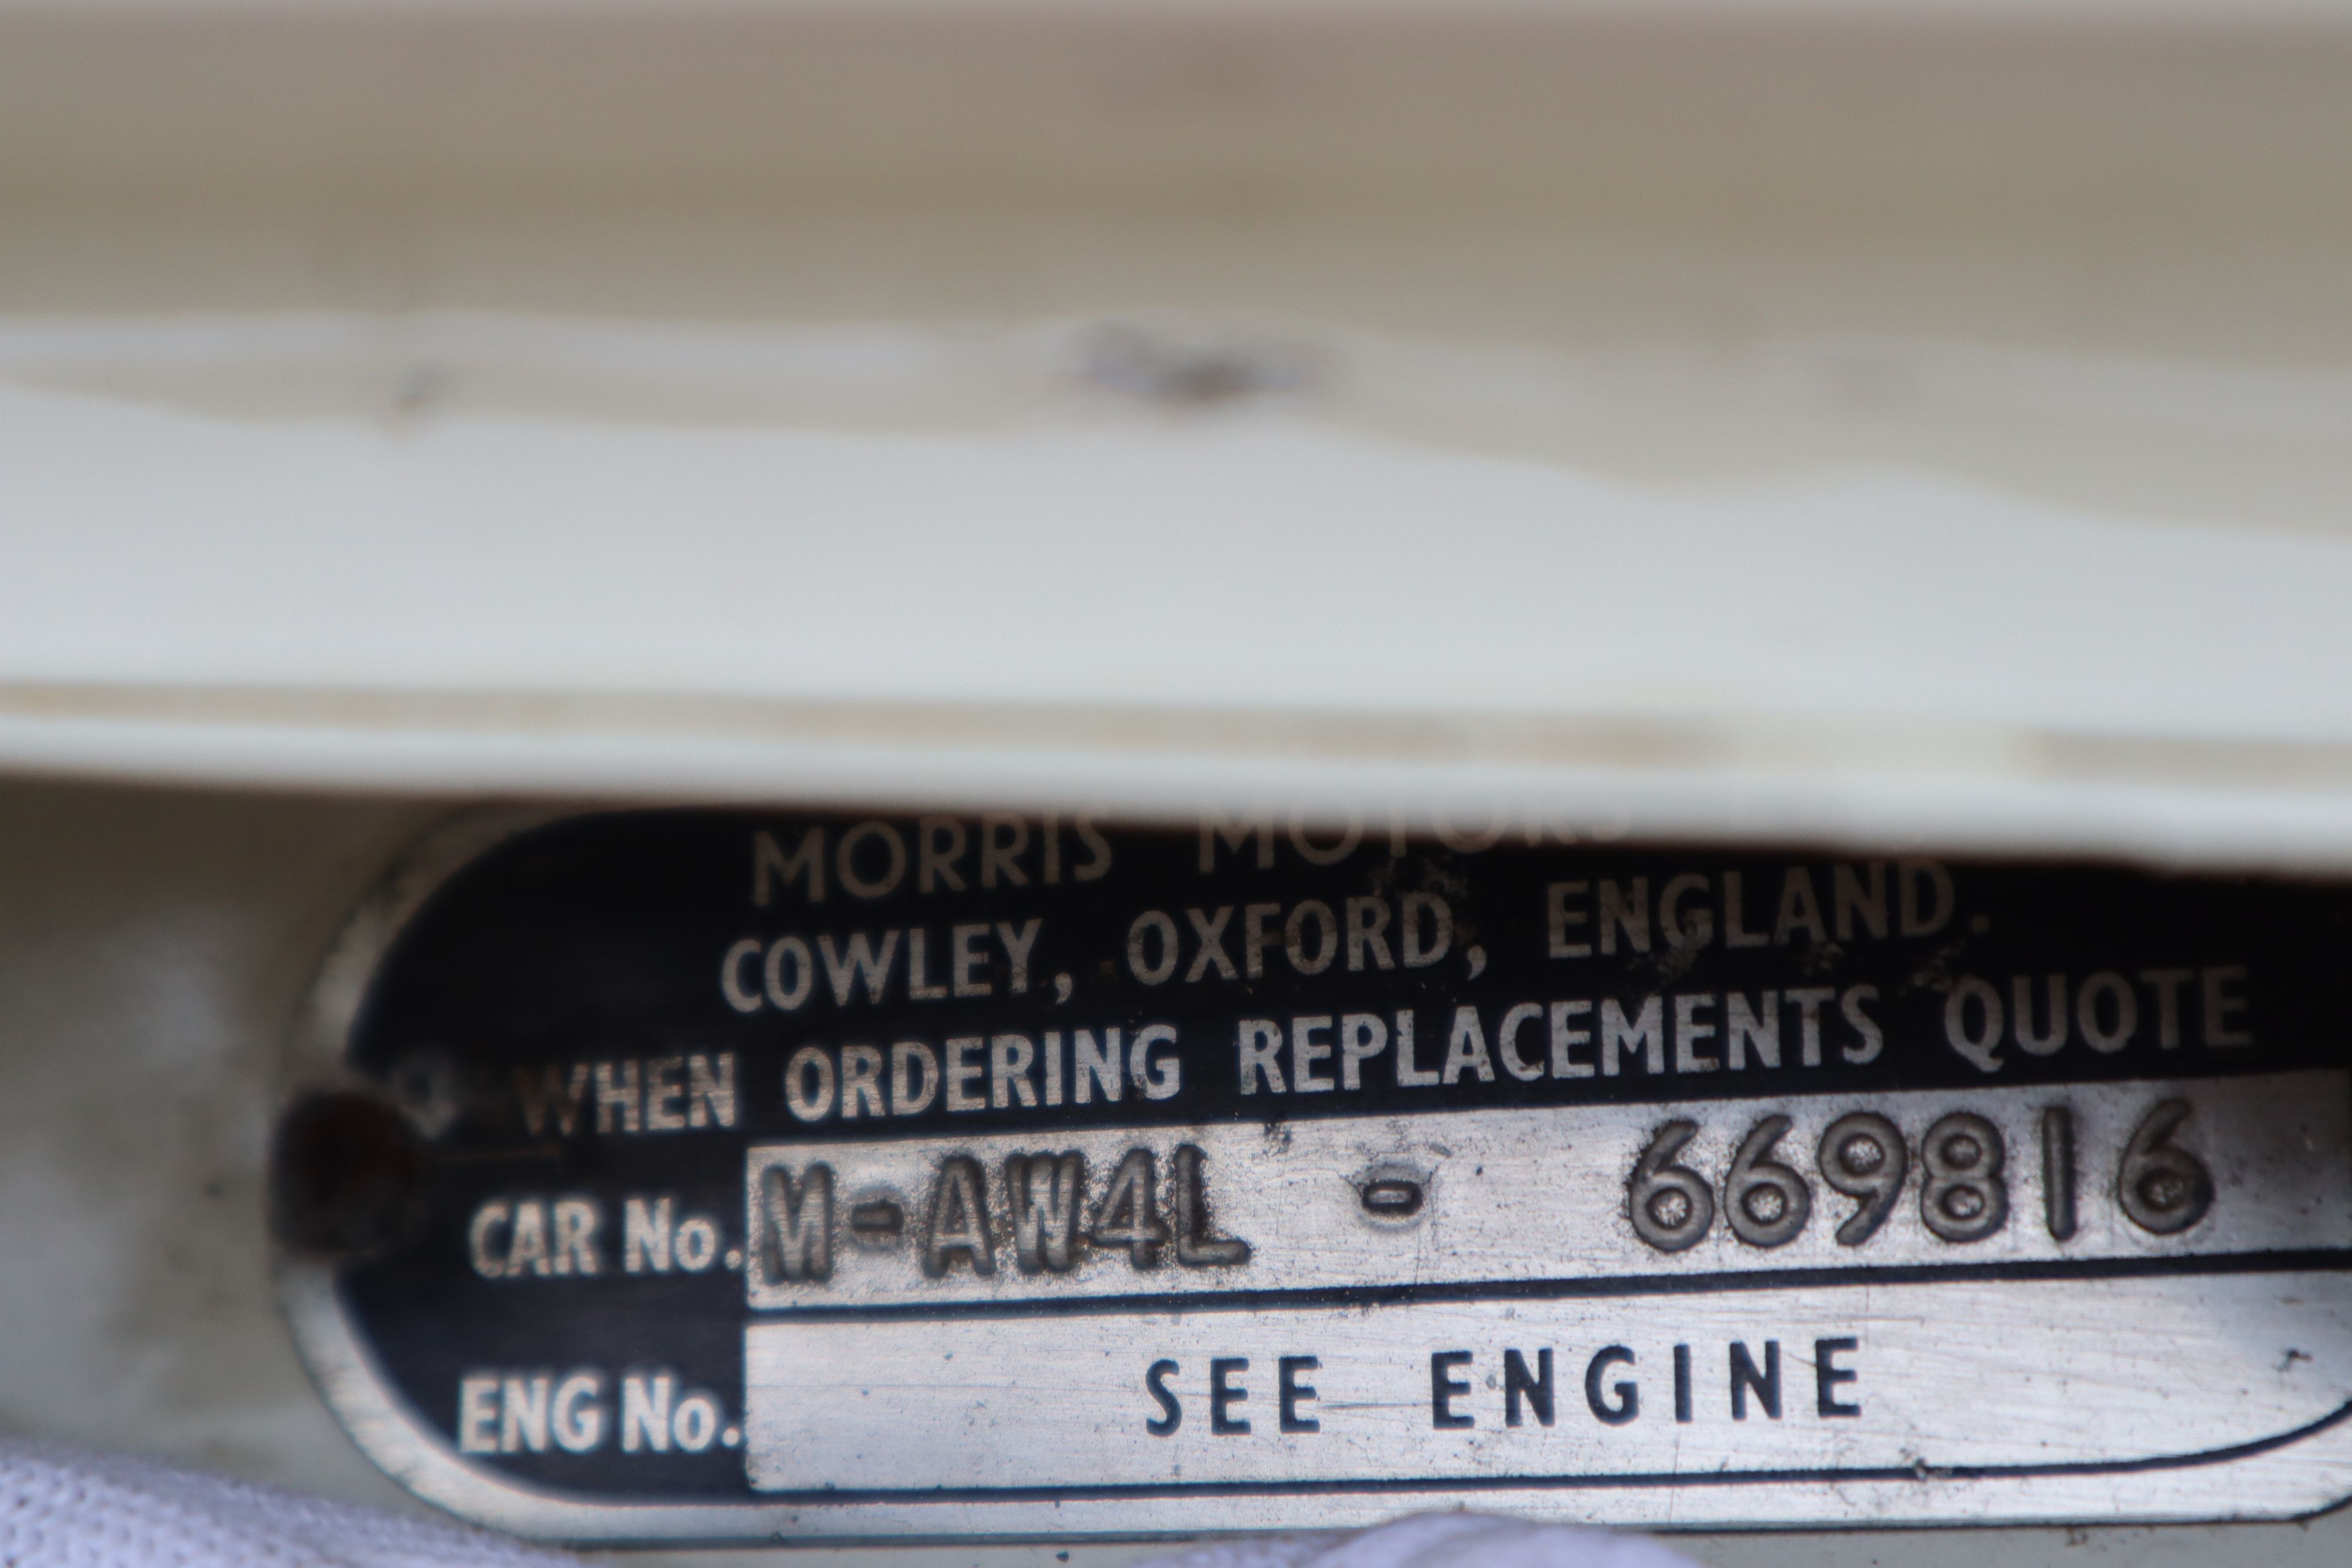 MORRIS MOTORS
COWLEY, OXFORD, ENGLAND.
WHEN ORDERING REPLACEMENTS QUOTE
CAR No. M-AW4L - 669816
ENG No. SEE ENGINE